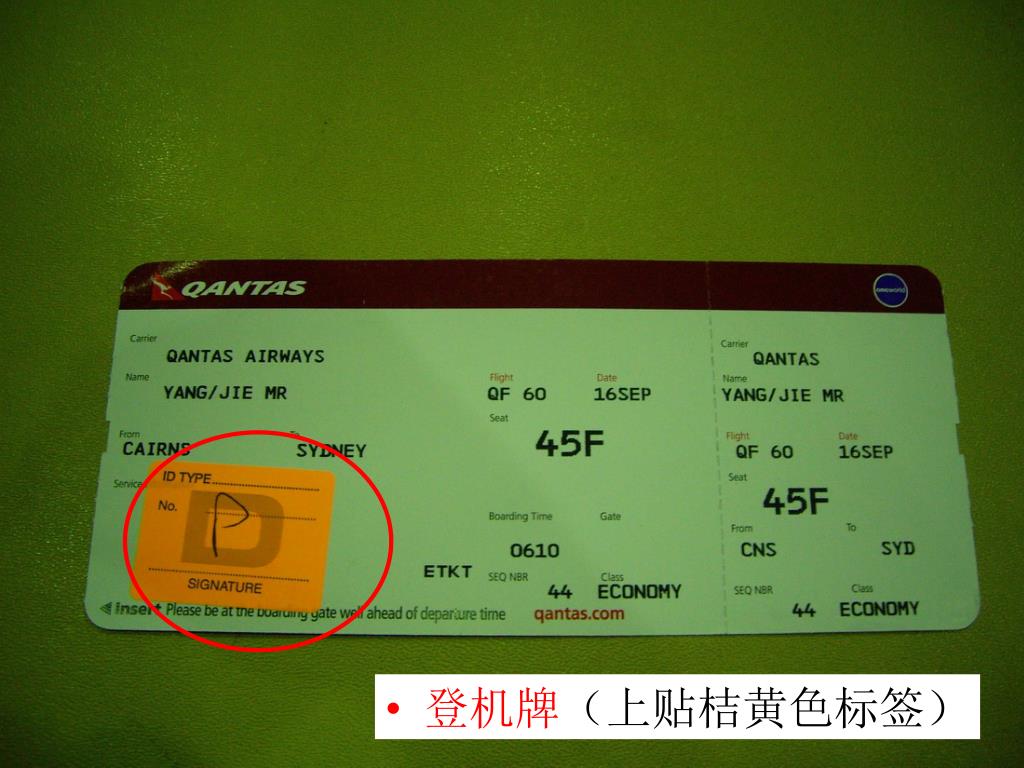 QANTAS
oneworld
Carrier
QANTAS AIRWAYS
Name
YANG/JIE MR
Flight
QF 60
Date
16SEP
Seat
45F
From
CAIRNS
To
SYDNEY
Service
ID TYPE
No.
P
D
SIGNATURE
Boarding Time
0610
Gate
ETKT
SEQ NBR
44
Class
ECONOMY
insert Please be at the boarding gate well ahead of departure time
qantas.com
Carrier
QANTAS
Name
YANG/JIE MR
Flight
QF 60
Date
16SEP
Seat
45F
From
CNS
To
SYD
SEQ NBR
44
Class
ECONOMY
• 登机牌（上贴桔黄色标签）